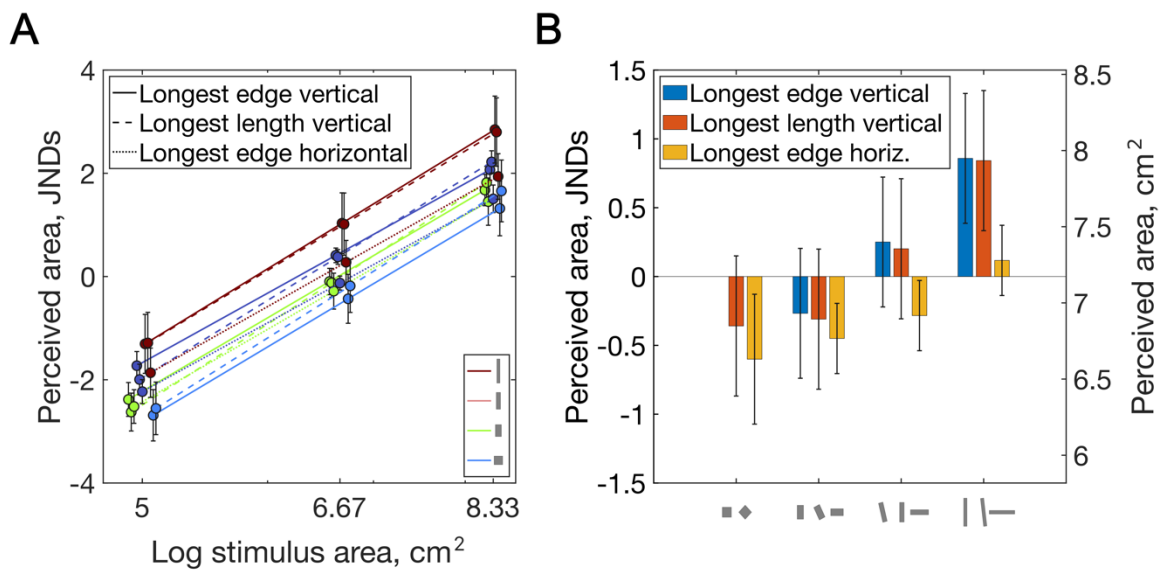 A
4
2
0
-2
-4
Perceived area, JNDs
Longest edge vertical
Longest length vertical
Longest edge horizontal
5
6.67
8.33
Log stimulus area, cm2
B
1.5
1
0.5
0
-0.5
-1
-1.5
Perceived area, JNDs
Longest edge vertical
Longest length vertical
Longest edge horiz.
8.5
8
7.5
7
6.5
6
Perceived area, cm2